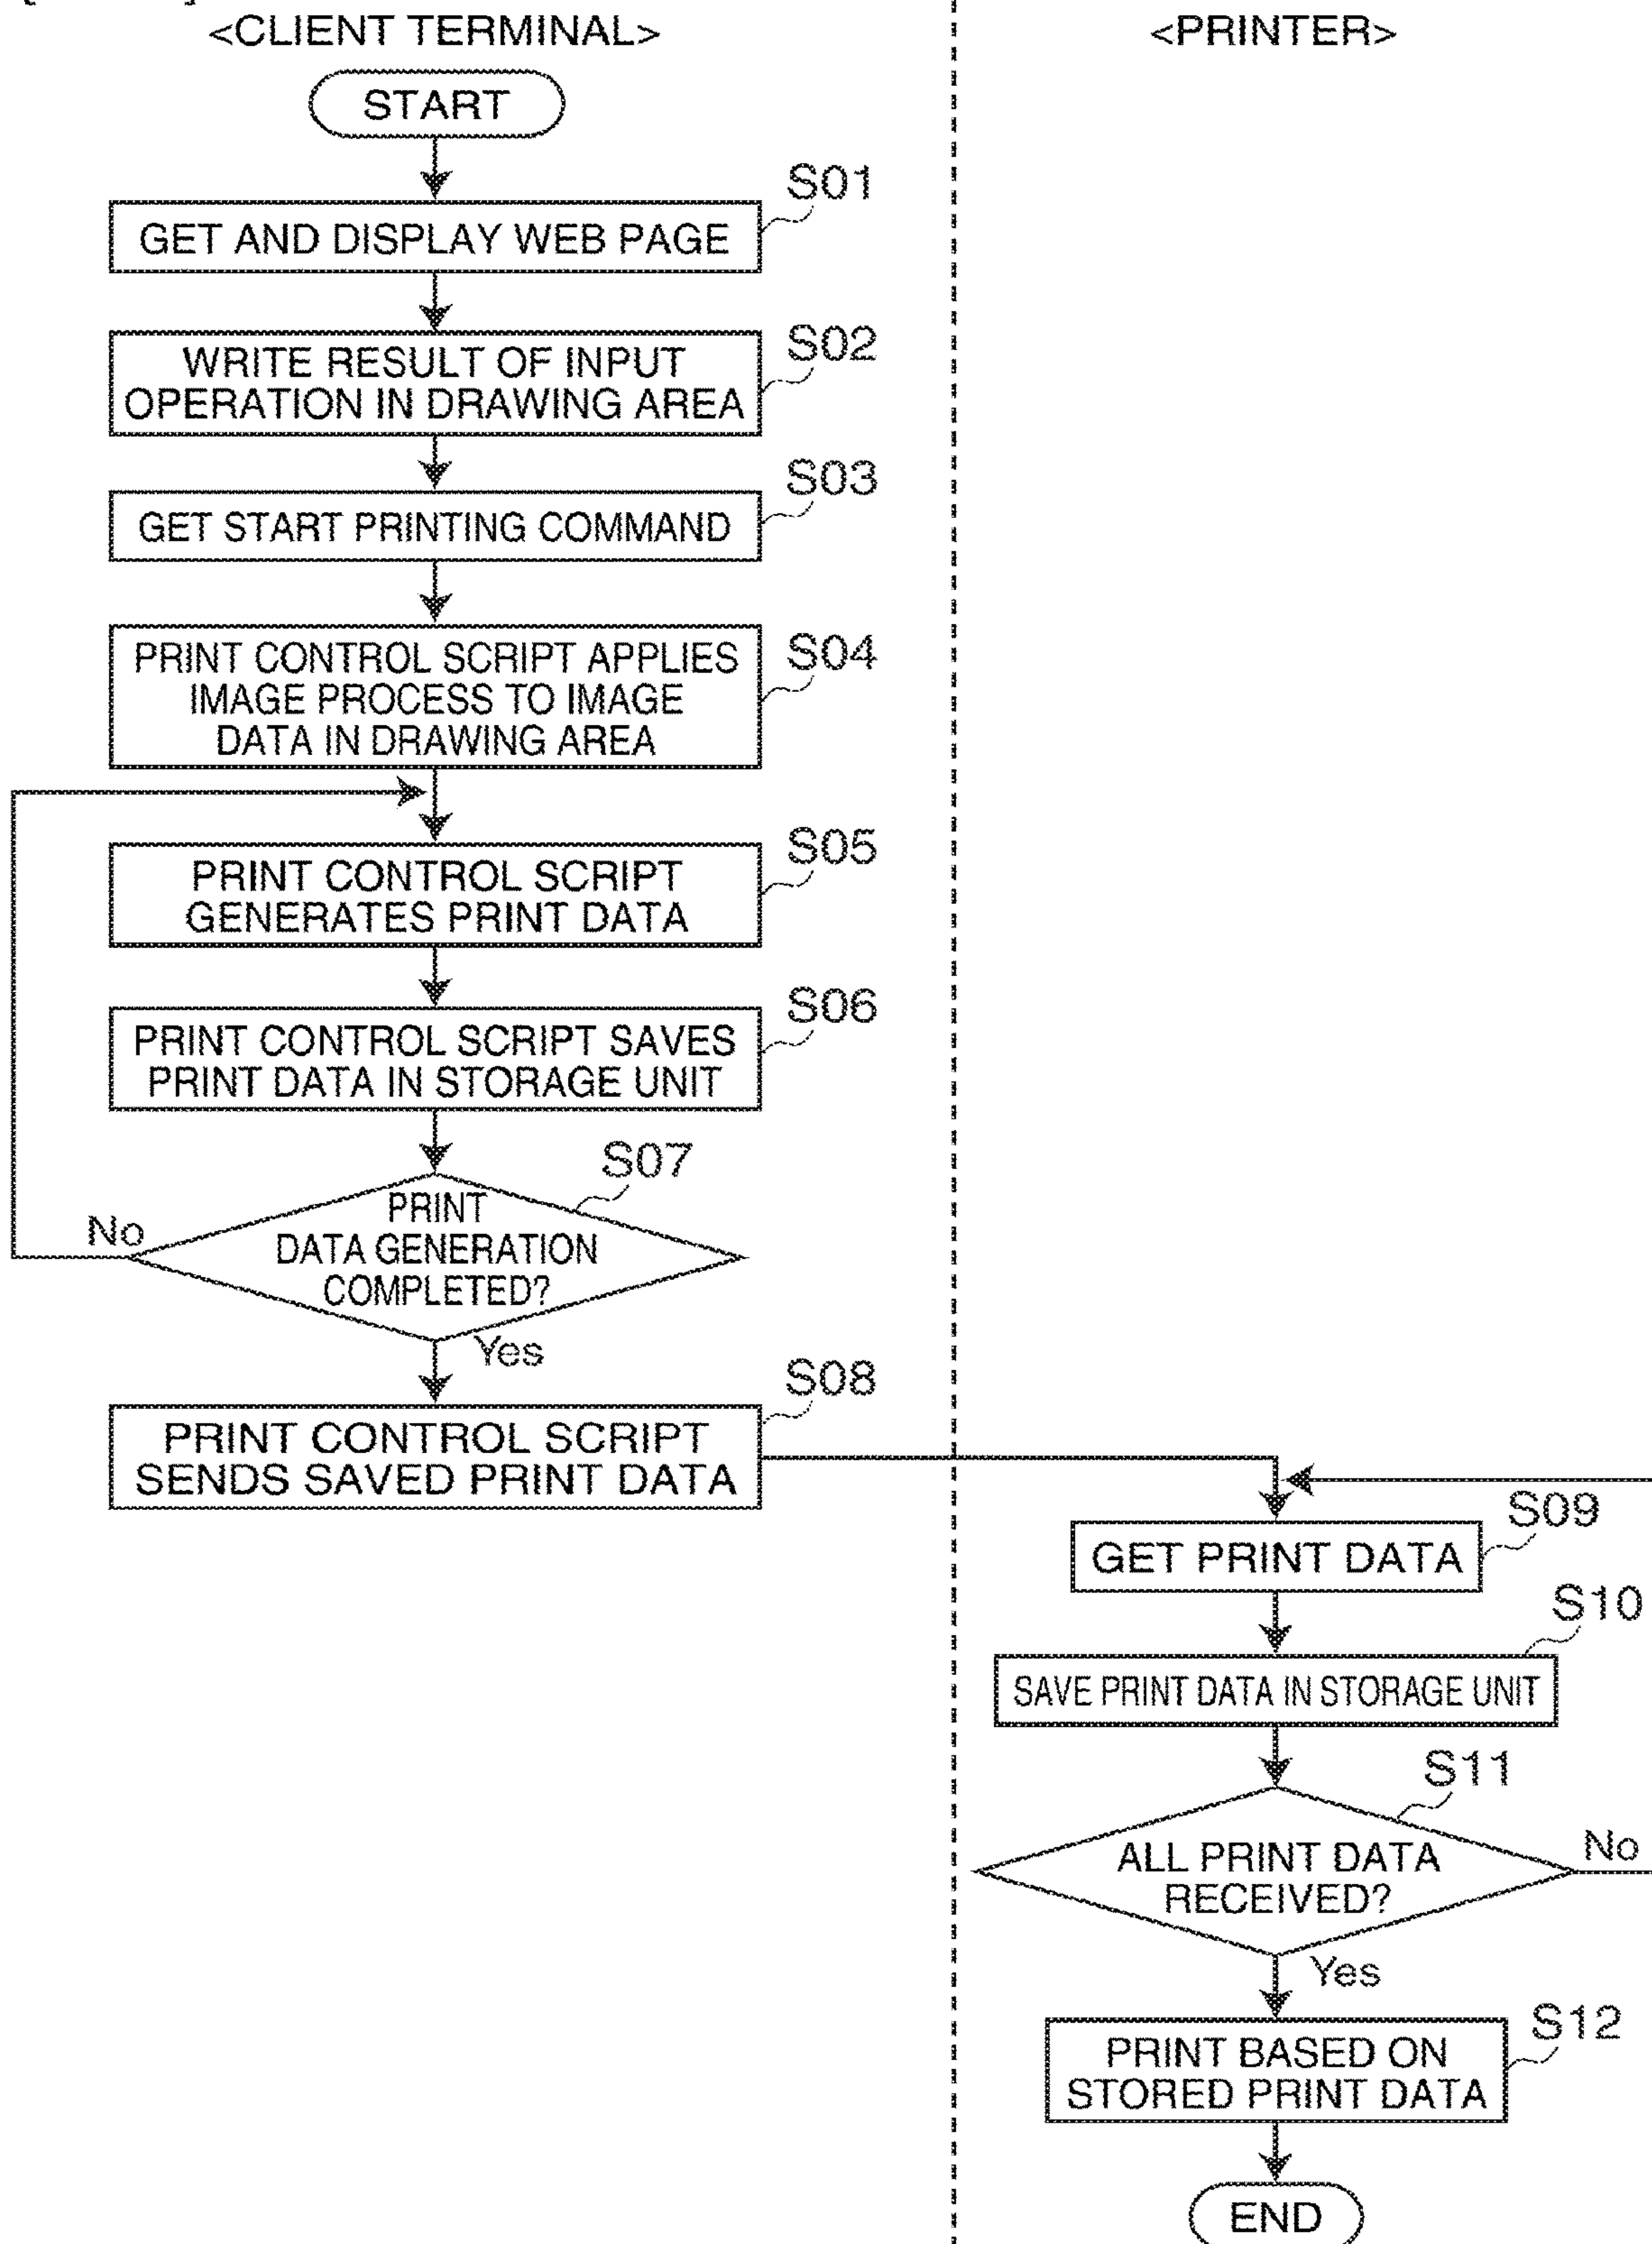 <CLIENT TERMINAL>
<PRINTER>
START
S01
GET AND DISPLAY WEB PAGE
S02
WRITE RESULT OF INPUT
OPERATION IN DRAWING AREA
S03
GET START PRINTING COMMAND
S04
PRINT CONTROL SCRIPT APPLIES
IMAGE PROCESS TO IMAGE
DATA IN DRAWING AREA
S05
PRINT CONTROL SCRIPT
GENERATES PRINT DATA
S06
PRINT CONTROL SCRIPT SAVES
PRINT DATA IN STORAGE UNIT
S07
PRINT
DATA GENERATION
COMPLETED?
No
Yes
S08
PRINT CONTROL SCRIPT
SENDS SAVED PRINT DATA
S09
GET PRINT DATA
S10
SAVE PRINT DATA IN STORAGE UNIT
S11
ALL PRINT DATA
RECEIVED?
No
Yes
S12
PRINT BASED ON
STORED PRINT DATA
END